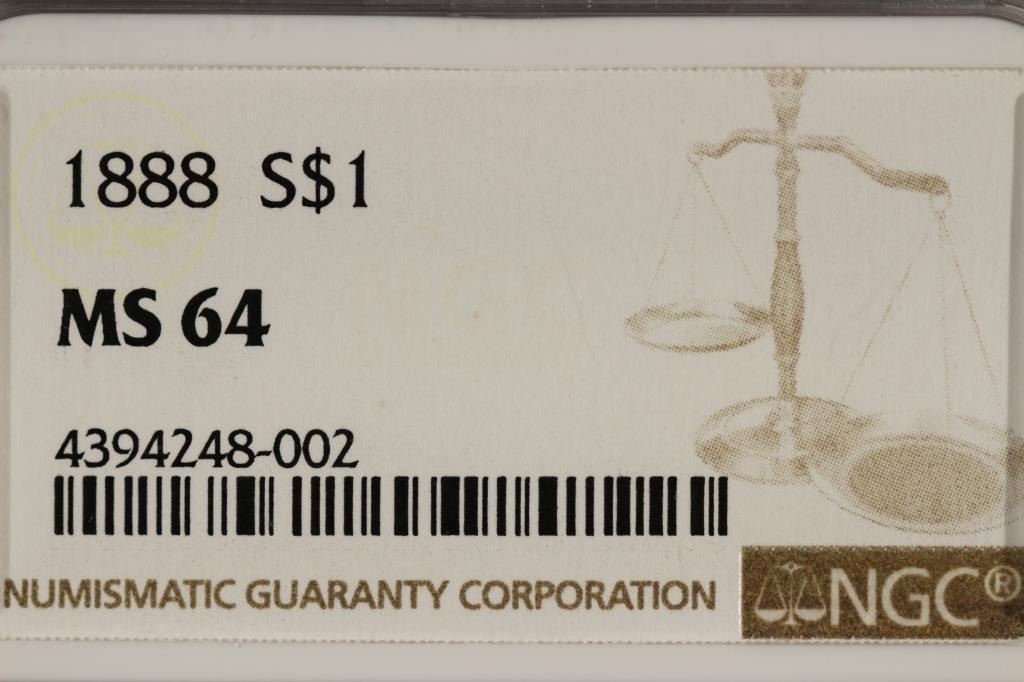 1888 S$1
MS 64
4394248-002
NUMISMATIC GUARANTY CORPORATION
NGC®